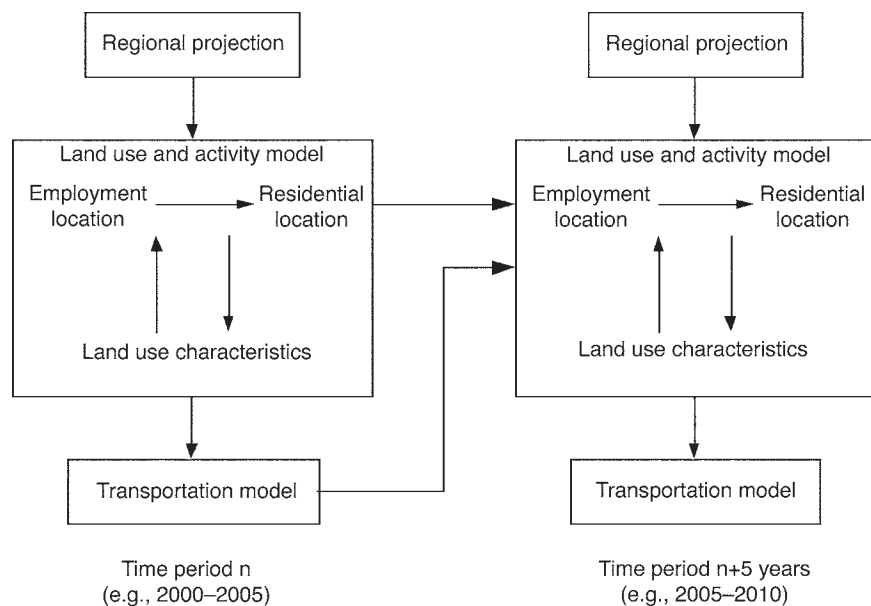 Regional projection
Land use and activity model
Employment
location
Residential
location
Land use characteristics
Transportation model
Time period n
(e.g., 2000–2005)
Regional projection
Land use and activity model
Employment
location
Residential
location
Land use characteristics
Transportation model
Time period n+5 years
(e.g., 2005–2010)